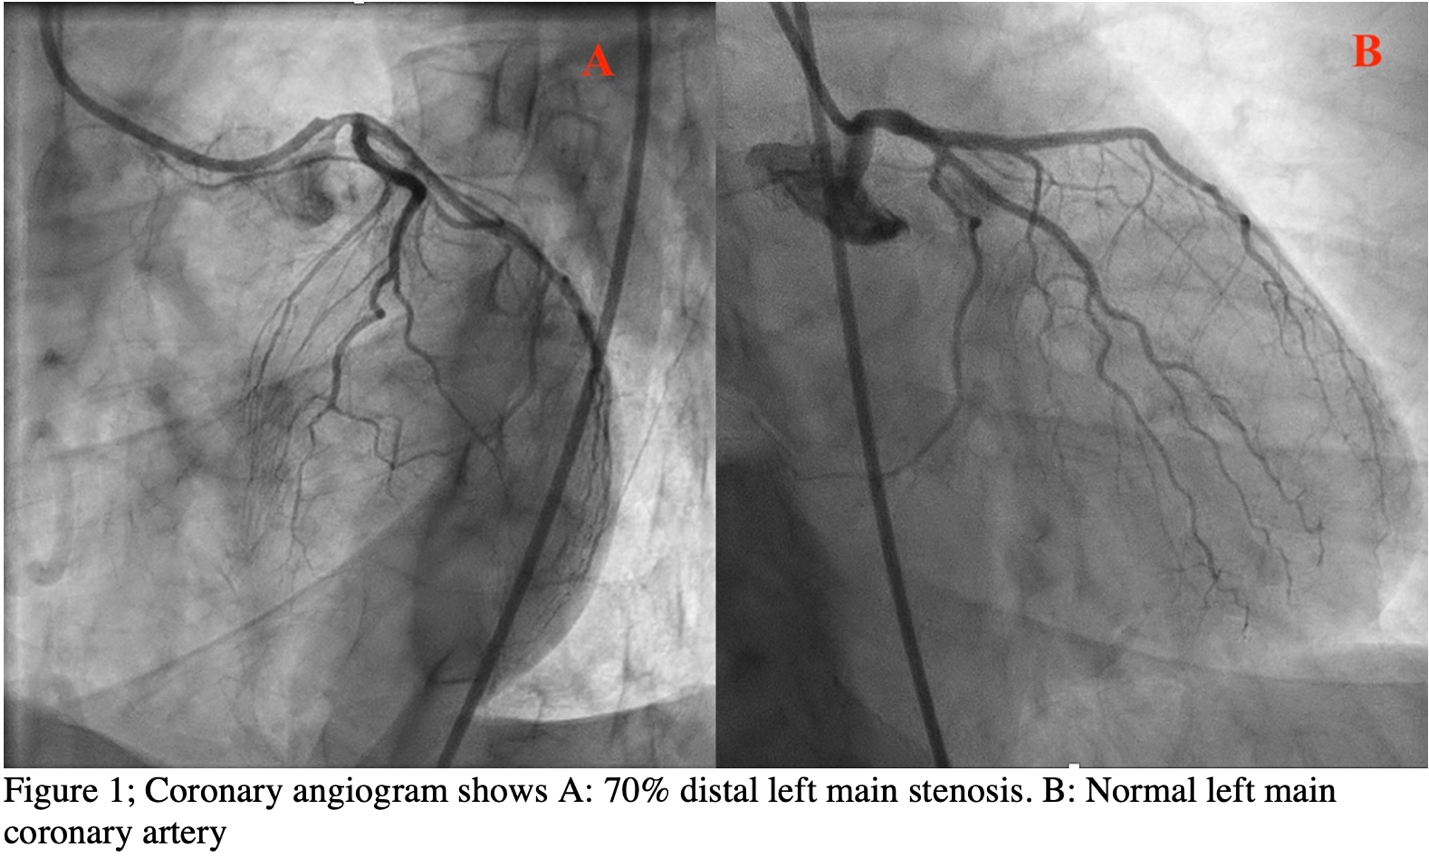 A
B
Figure 1; Coronary angiogram shows A: 70% distal left main stenosis. B: Normal left main
coronary artery